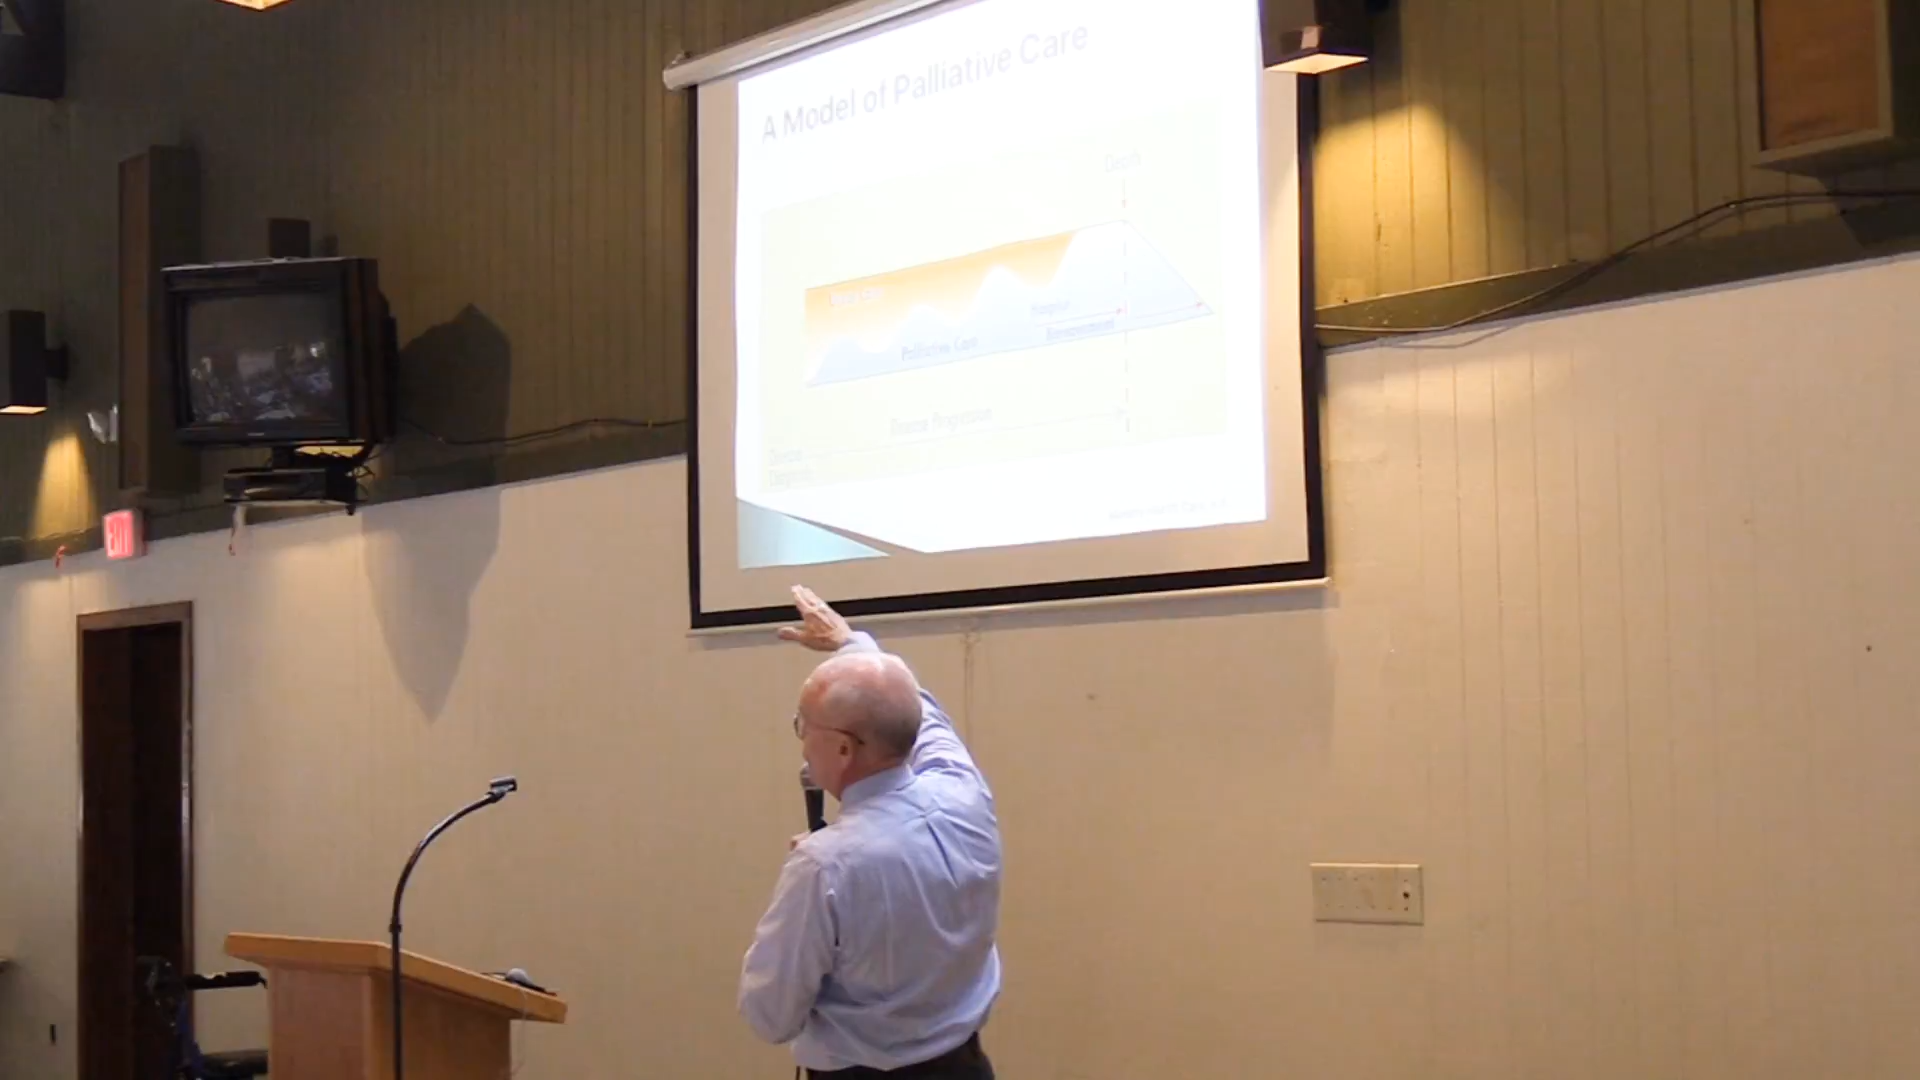 A Model of Palliative Care
Death
Hospice
Palliative Care
Bereavement
Disease Progression
Disease
Diagnosis
EXIT